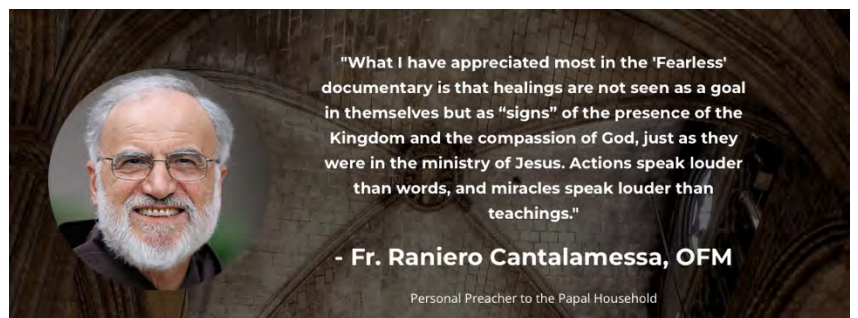 "What I have appreciated most in the 'Fearless'
documentary is that healings are not seen as a goal
in themselves but as “signs” of the presence of the
Kingdom and the compassion of God, just as they
were in the ministry of Jesus. Actions speak louder
than words, and miracles speak louder than
teachings."
- Fr. Raniero Cantalamessa, OFM
Personal Preacher to the Papal Household